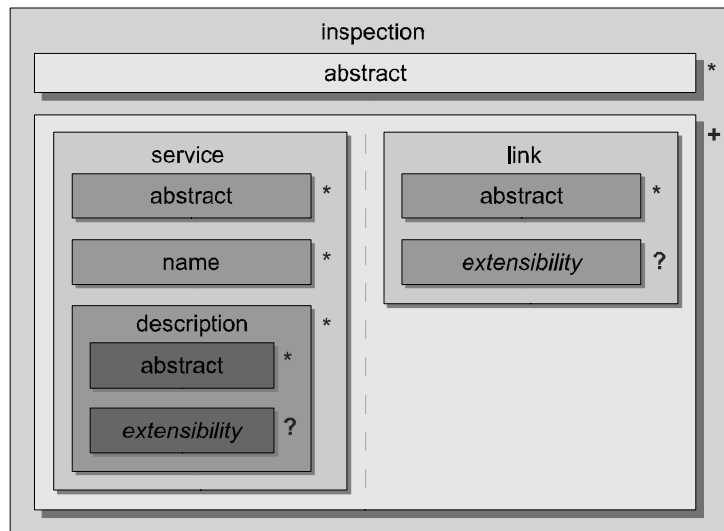 inspection
abstract *
+
service
abstract *
name *
description *
abstract *
extensibility ?
link
abstract *
extensibility ?